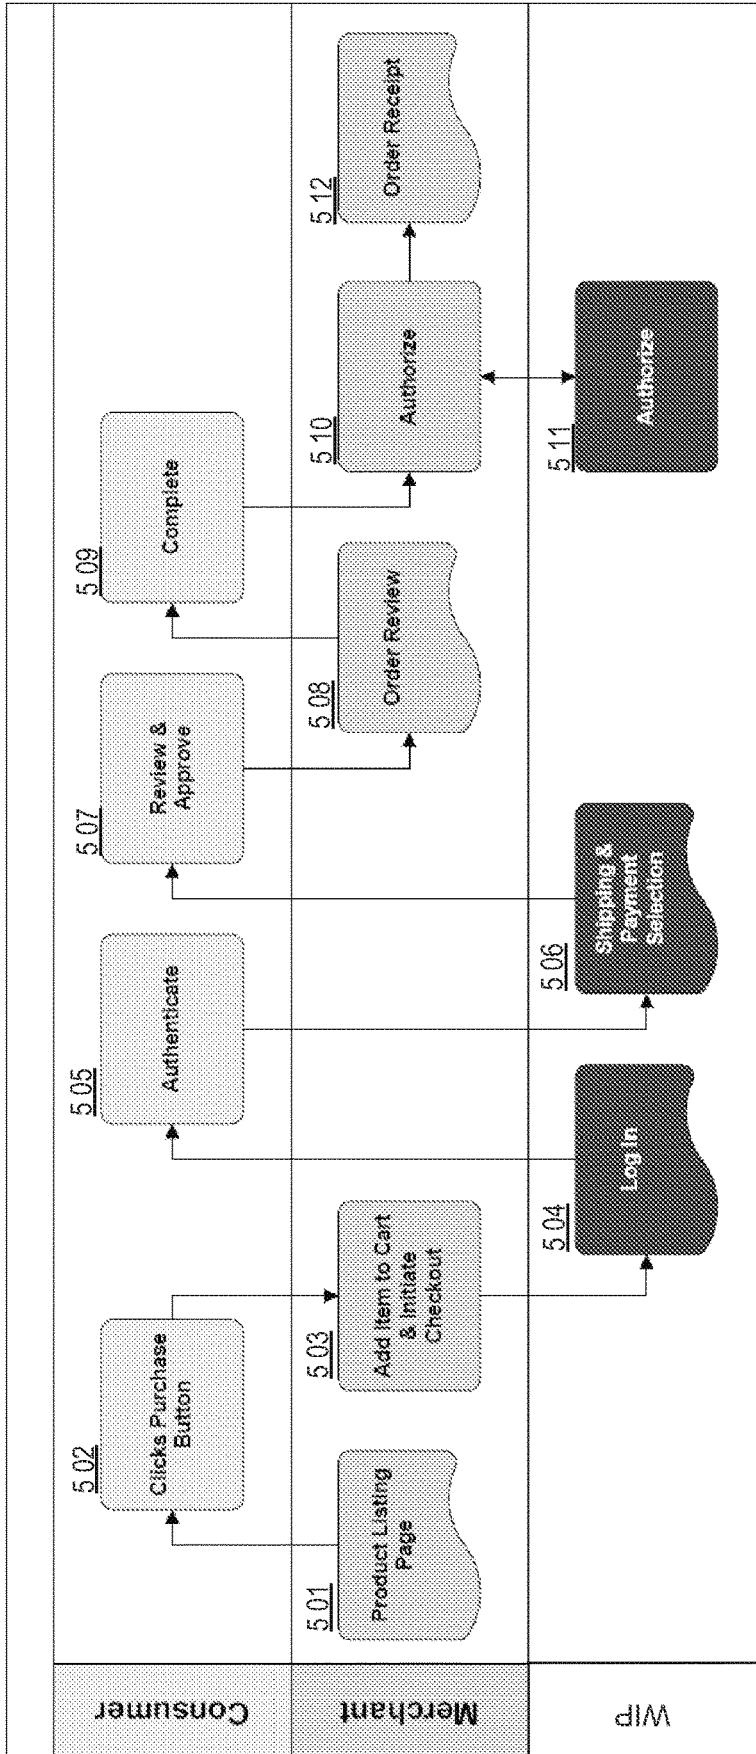 Consumer
5 02
Clicks Purchase
Button
5 05
Authenticate
5 07
Review &
Approve
5 09
Complete
Merchant
5 01
Product Listing
Page
5 03
Add Item to Cart
& Initiate
Checkout
5 08
Order Review
5 10
Authorize
5 12
Order Receipt
WIP
5 04
Log In
5 06
Shipping &
Payment
Selection
5 11
Authorize